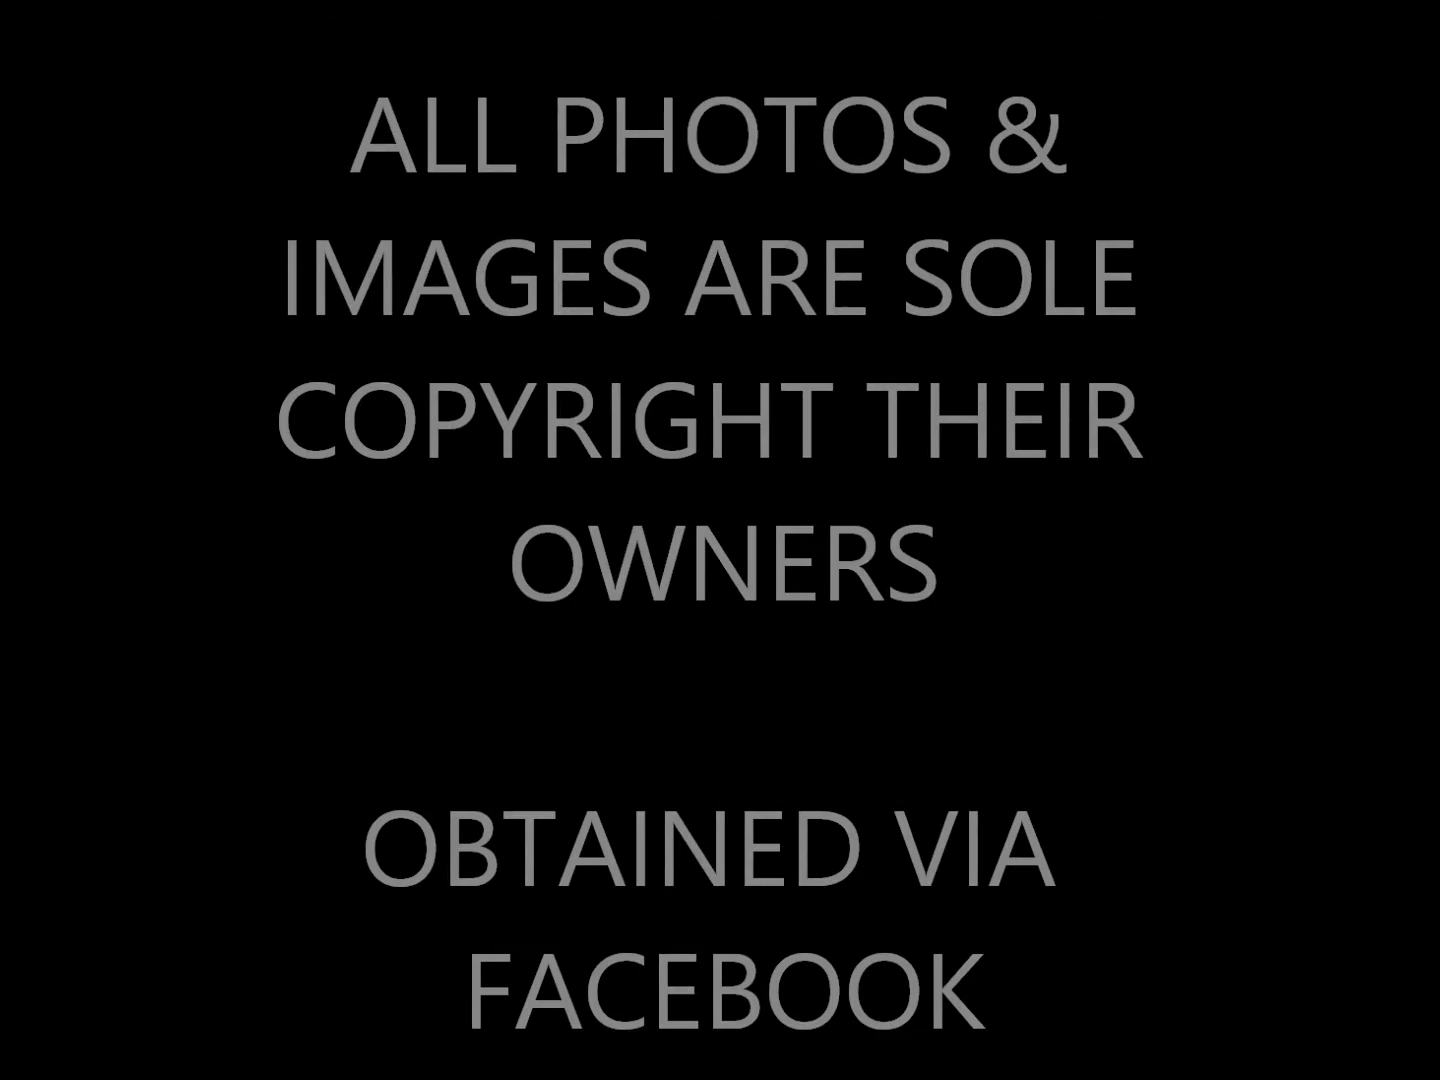 ALL PHOTOS &
IMAGES ARE SOLE
COPYRIGHT THEIR
OWNERS
OBTAINED VIA
FACEBOOK